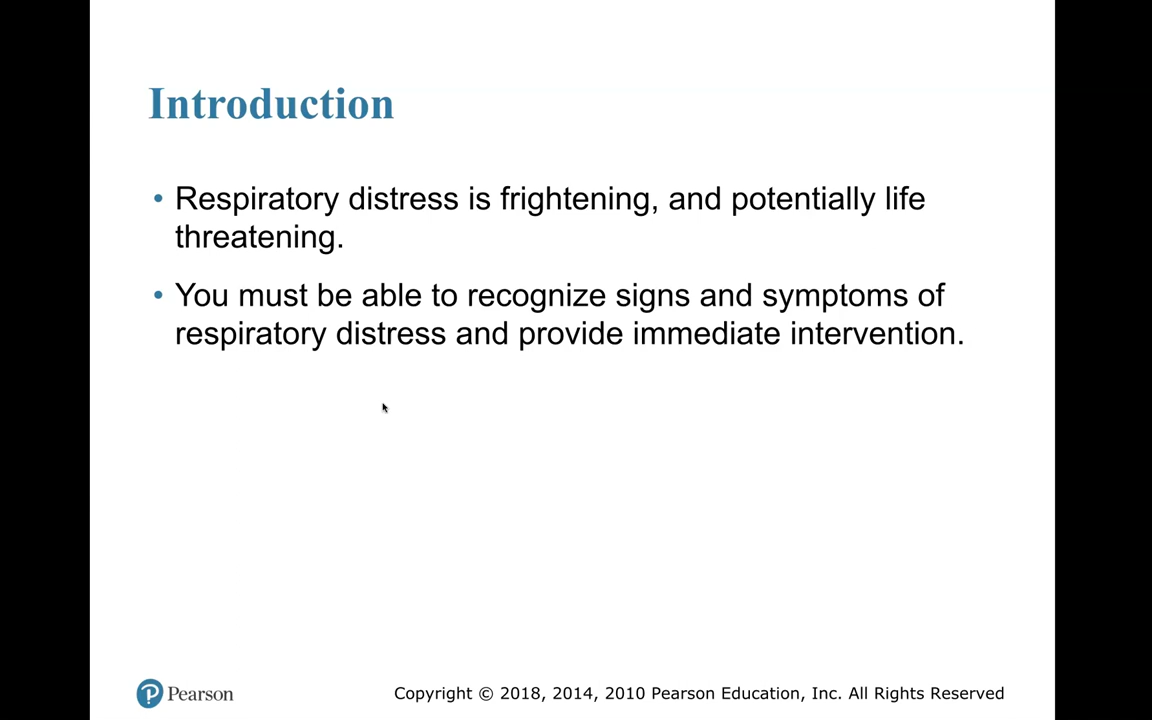 Introduction
• Respiratory distress is frightening, and potentially life
threatening.
• You must be able to recognize signs and symptoms of
respiratory distress and provide immediate intervention.
Pearson
Copyright © 2018, 2014, 2010 Pearson Education, Inc. All Rights Reserved